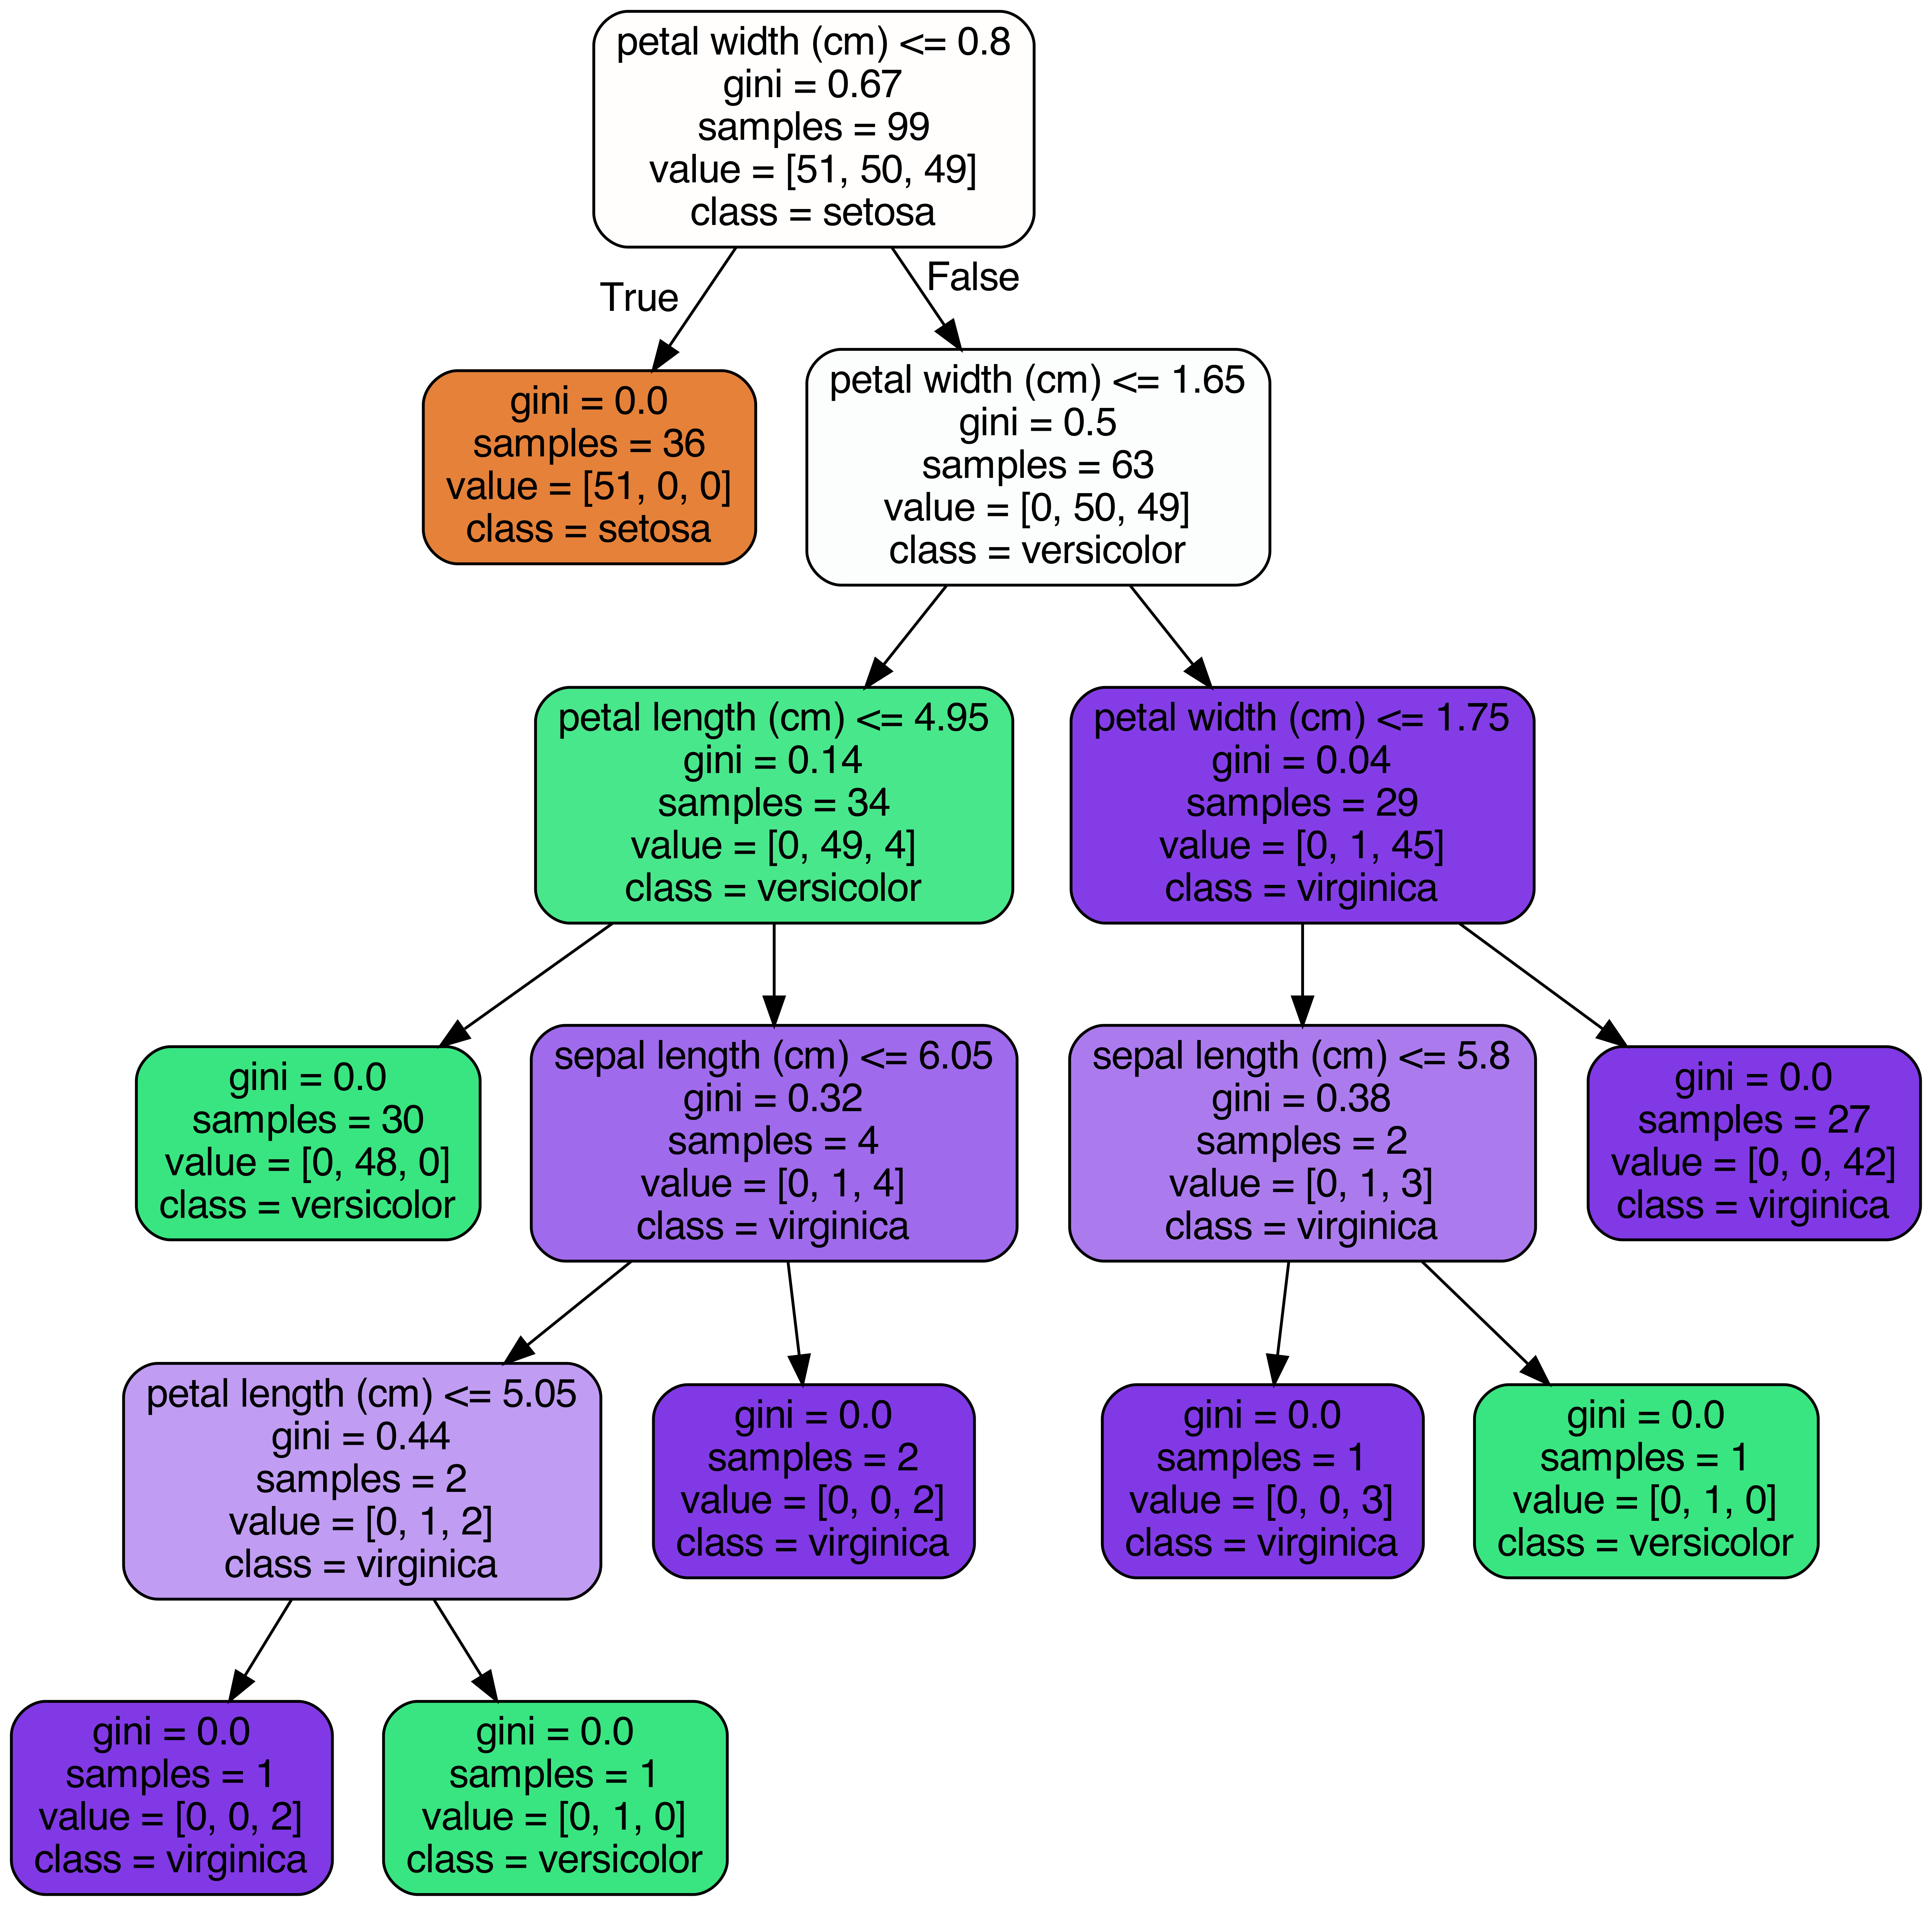 petal width (cm) <= 0.8
gini = 0.67
samples = 99
value = [51, 50, 49]
class = setosa
True
False
gini = 0.0
samples = 36
value = [51, 0, 0]
class = setosa
petal width (cm) <= 1.65
gini = 0.5
samples = 63
value = [0, 50, 49]
class = versicolor
petal length (cm) <= 4.95
gini = 0.14
samples = 34
value = [0, 49, 4]
class = versicolor
petal width (cm) <= 1.75
gini = 0.04
samples = 29
value = [0, 1, 45]
class = virginica
gini = 0.0
samples = 30
value = [0, 48, 0]
class = versicolor
sepal length (cm) <= 6.05
gini = 0.32
samples = 4
value = [0, 1, 4]
class = virginica
sepal length (cm) <= 5.8
gini = 0.38
samples = 2
value = [0, 1, 3]
class = virginica
gini = 0.0
samples = 27
value = [0, 0, 42]
class = virginica
petal length (cm) <= 5.05
gini = 0.44
samples = 2
value = [0, 1, 2]
class = virginica
gini = 0.0
samples = 2
value = [0, 0, 2]
class = virginica
gini = 0.0
samples = 1
value = [0, 0, 3]
class = virginica
gini = 0.0
samples = 1
value = [0, 1, 0]
class = versicolor
gini = 0.0
samples = 1
value = [0, 0, 2]
class = virginica
gini = 0.0
samples = 1
value = [0, 1, 0]
class = versicolor